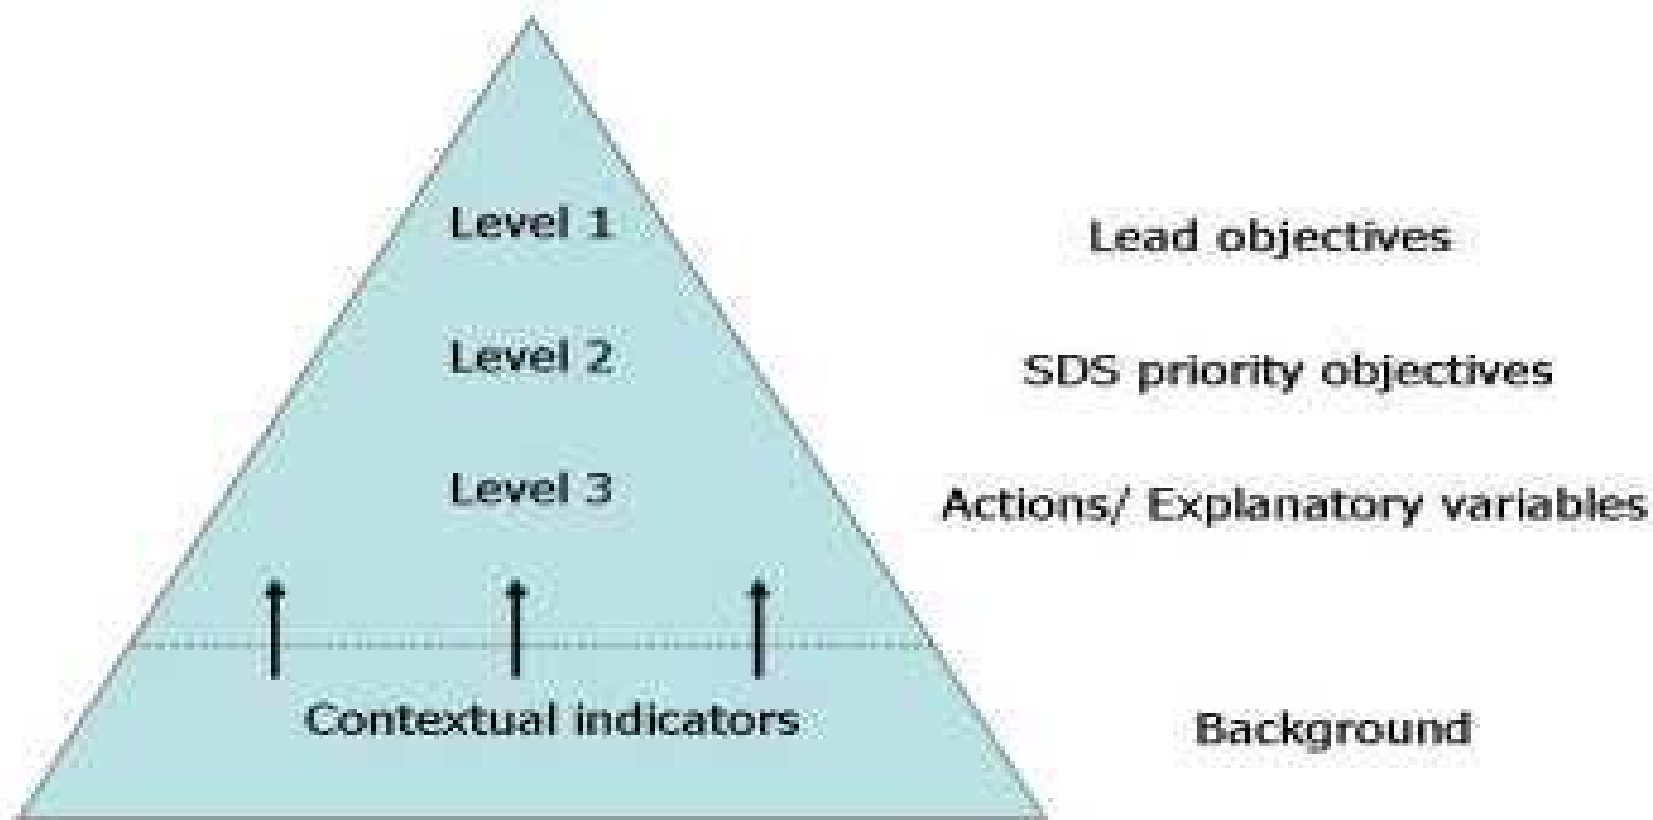 Level 1
Lead objectives
Level 2
SDS priority objectives
Level 3
Actions/ Explanatory variables
Contextual indicators
Background